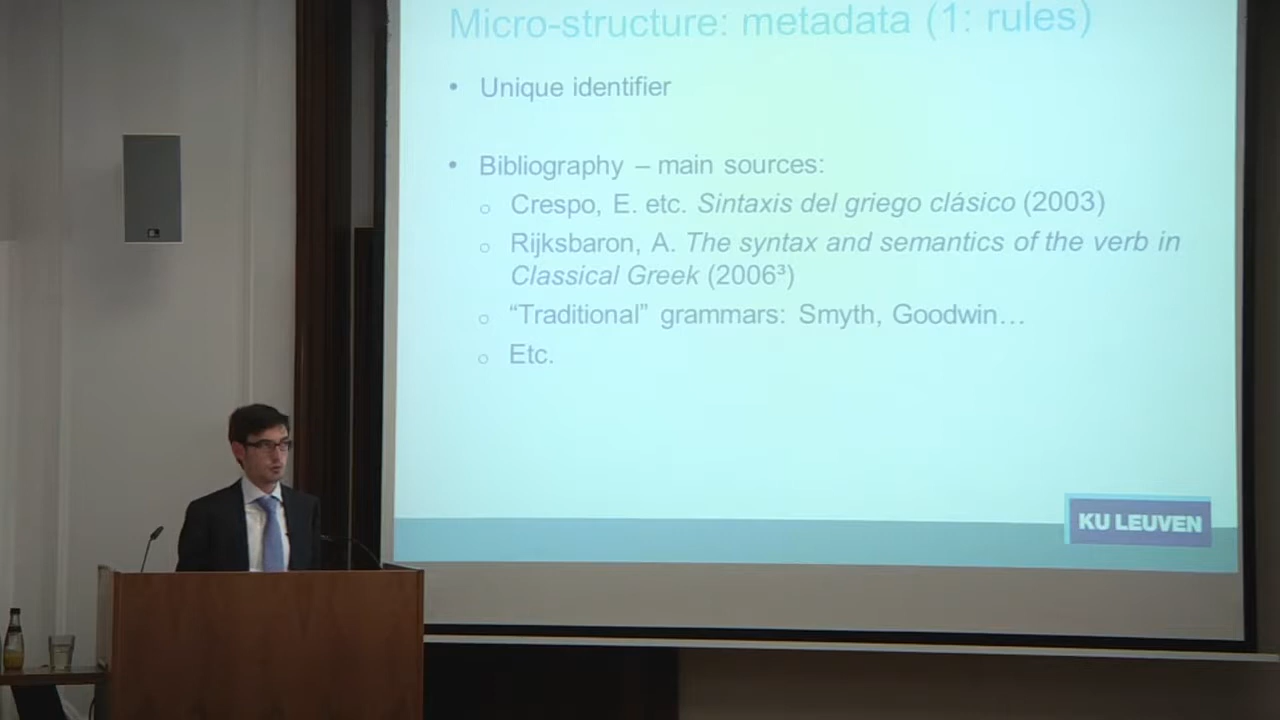 Micro-structure: metadata (1: rules)
• Unique identifier
• Bibliography – main sources:
o Crespo, E. etc. Sintaxis del griego clásico (2003)
o Rijksbaron, A. The syntax and semantics of the verb in
Classical Greek (2006³)
o “Traditional” grammars: Smyth, Goodwin…
o Etc.
KU LEUVEN